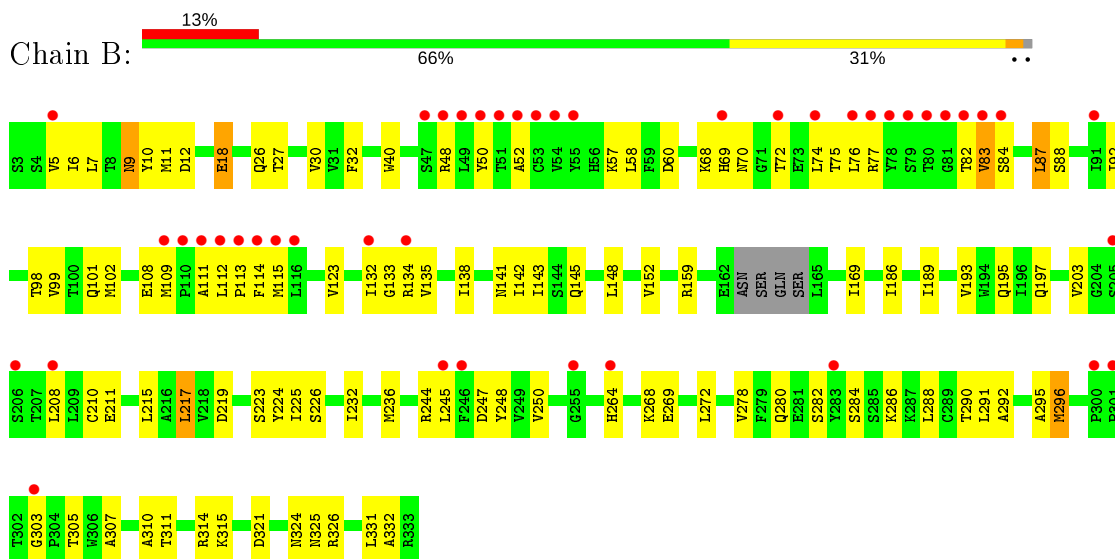 13%
Chain B:
66%
31%
..
S3 S4 V5 I6 L7 T8 N9 Y10 M11 D12 E18 Q26 T27 V30 V31 F32 W40 S47 R48 L49 Y50 T51 A52 C53 V54 Y55 H56 K57 L58 F59 D60 K68 H69 N70 G71 T72 E73 L74 T75 L76 R77 Y78 S79 T80 G81 T82 V83 S84 L87 S88 I91
T98 V99 T100 Q101 M102 E108 M109 P110 A111 L112 P113 F114 M115 L116 V123 I132 G133 R134 V135 I138 N141 I142 I143 S144 Q145 L148 V152 R159 E162 ASN SER GLN SER L165 I169 I186 I189 V193 W194 Q195 I196 Q197 V203 G204
S206 T207 L208 L209 C210 E211 L215 A216 L217 V218 D219 S223 Y224 I225 S226 I232 M236 R244 L245 F246 D247 Y248 V249 V250 G255 H264 K268 E269 L272 V278 F279 Q280 E281 S282 Y283 S284 S285 K286 K287 L288 C289 T290 L291 A292 A295 M296 P300
T302 G303 P304 T305 W306 A307 A310 T311 R314 K315 D321 N324 N325 R326 L331 A332 R333